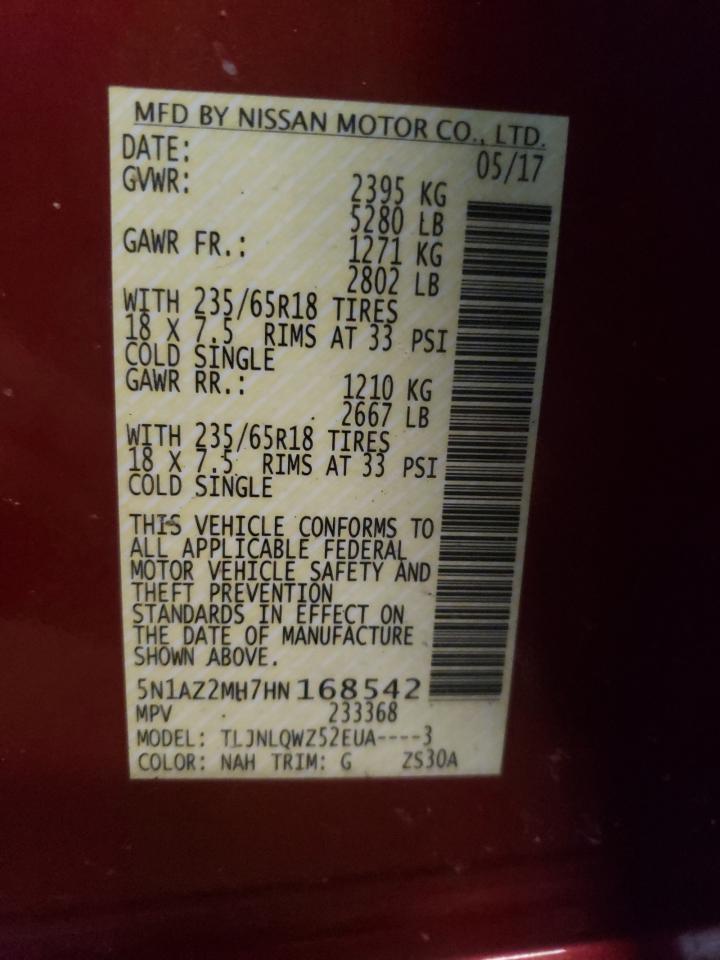 MFD BY NISSAN MOTOR CO., LTD.
DATE: 05/17
GVWR: 2395 KG
5280 LB
GAWR FR.: 1271 KG
2802 LB
WITH 235/65R18 TIRES
18 X 7.5 RIMS AT 33 PSI
COLD SINGLE
GAWR RR.: 1210 KG
2667 LB
WITH 235/65R18 TIRES
18 X 7.5 RIMS AT 33 PSI
COLD SINGLE
THIS VEHICLE CONFORMS TO
ALL APPLICABLE FEDERAL
MOTOR VEHICLE SAFETY AND
THEFT PREVENTION
STANDARDS IN EFFECT ON
THE DATE OF MANUFACTURE
SHOWN ABOVE.
5N1AZ2MH7HN168542
MPV 233368
MODEL: TLJNLQWZ52EUA----3
COLOR: NAH TRIM: G ZS30A